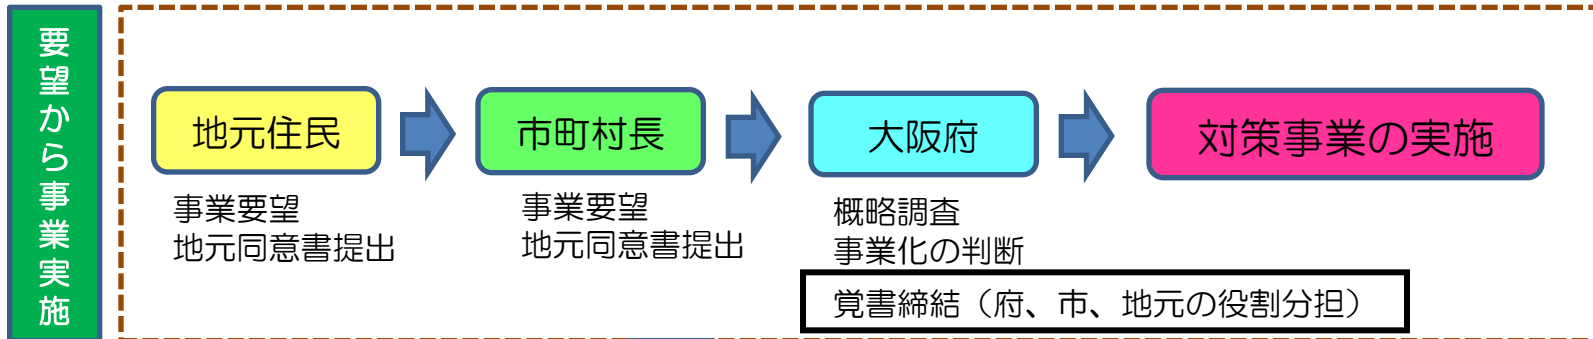 要望から事業実施
地元住民
市町村長
大阪府
対策事業の実施
事業要望
地元同意書提出
事業要望
地元同意書提出
概略調査
事業化の判断
覚書締結（府、市、地元の役割分担）